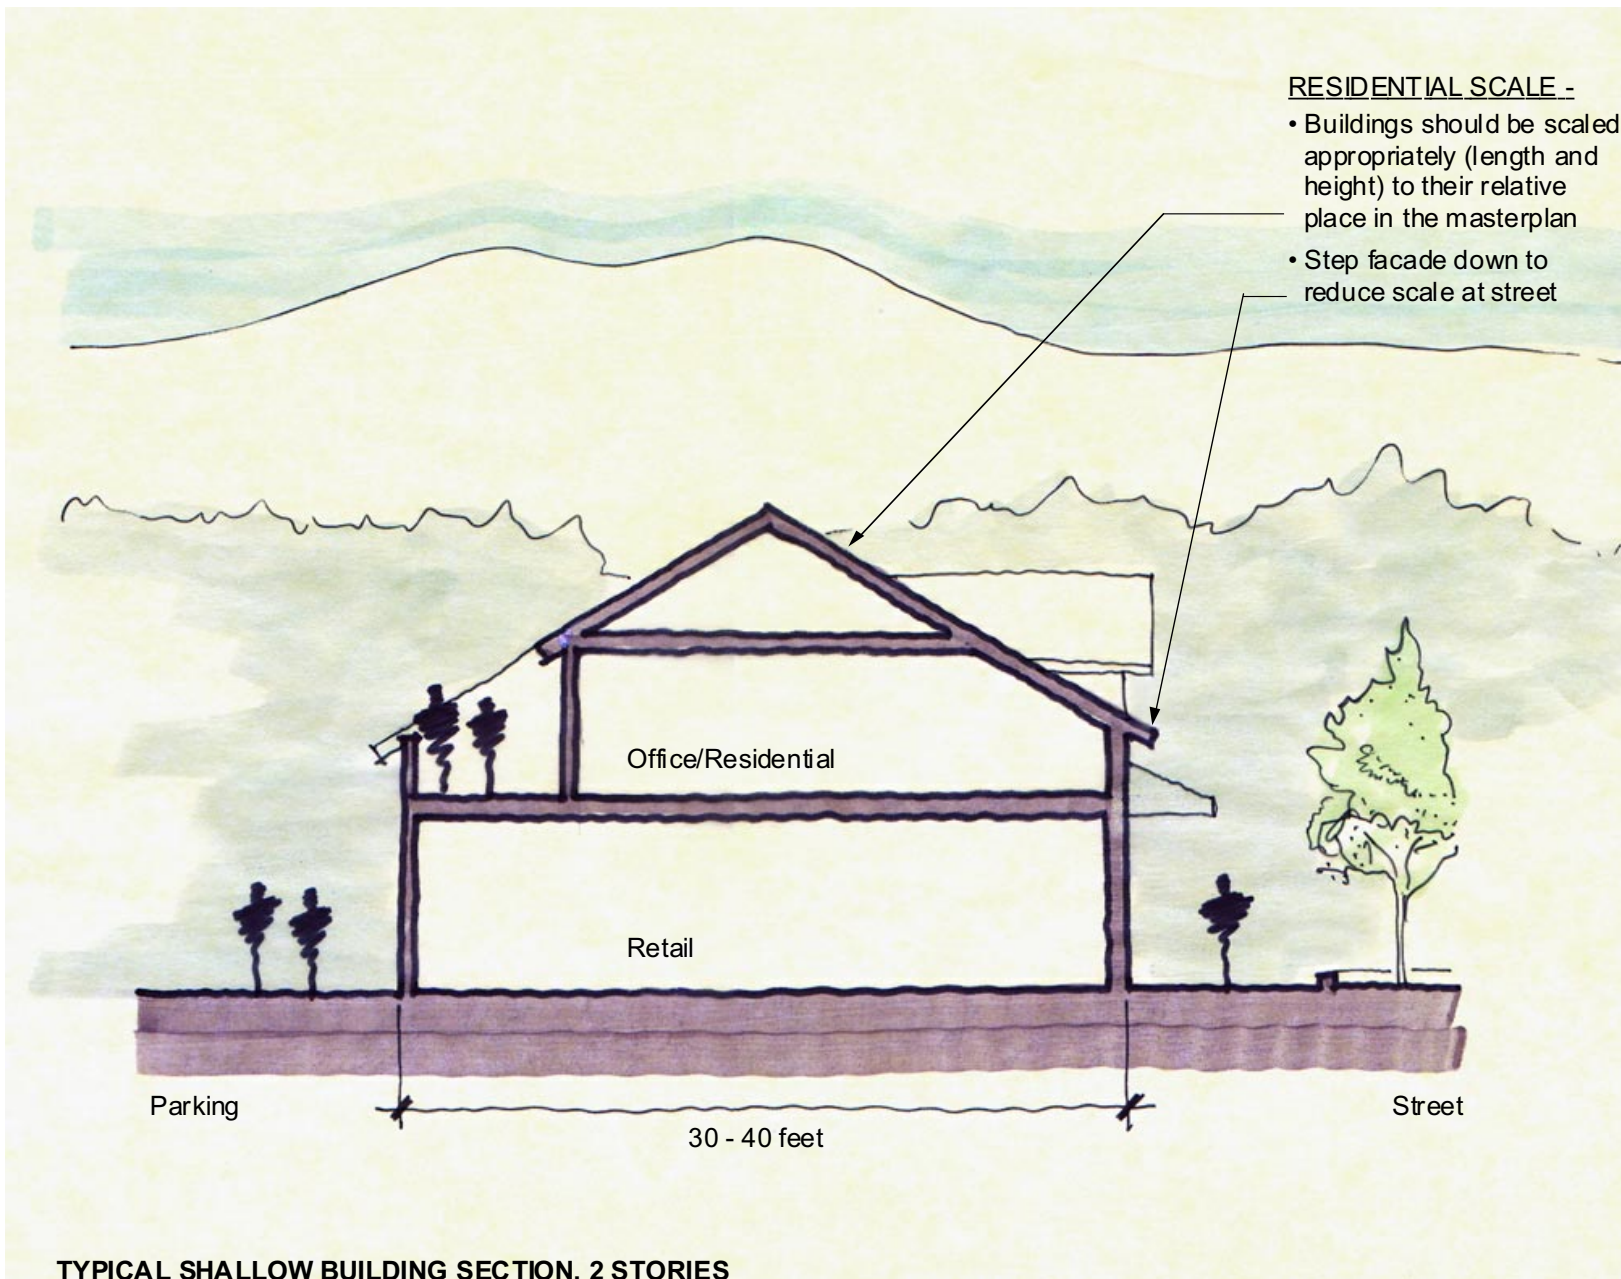 RESIDENTIAL SCALE -
• Buildings should be scaled
appropriately (length and
height) to their relative
place in the masterplan
• Step facade down to
reduce scale at street
Office/Residential
Retail
Parking
Street
30 - 40 feet
TYPICAL SHALLOW BUILDING SECTION, 2 STORIES